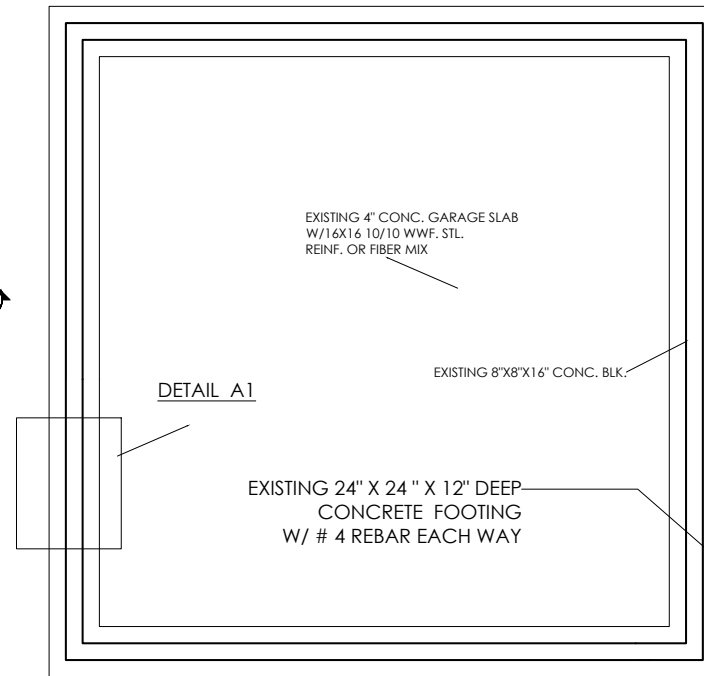 EXISTING 4" CONC. GARAGE SLAB
W/16X16 10/10 WWF. STL.
REINF. OR FIBER MIX
EXISTING 8"X8"X16" CONC. BLK.
DETAIL A1
EXISTING 24" X 24 " X 12" DEEP
CONCRETE FOOTING
W/ # 4 REBAR EACH WAY